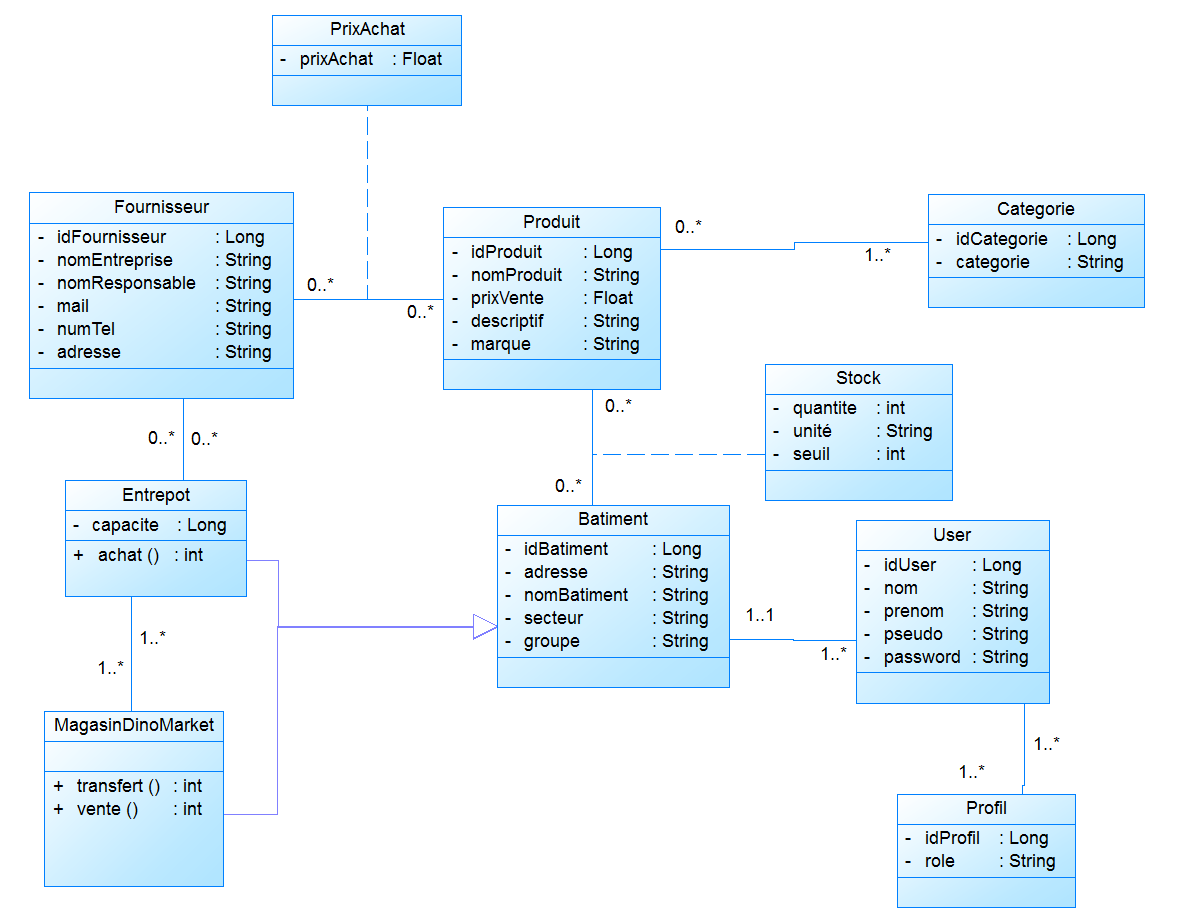 PrixAchat
- prixAchat : Float
Fournisseur
- idFournisseur : Long
- nomEntreprise : String
- nomResponsable : String
- mail : String
- numTel : String
- adresse : String
0..*
0..*
Produit
- idProduit : Long
- nomProduit : String
- prixVente : Float
- descriptif : String
- marque : String
0..*
1..*
Categorie
- idCategorie : Long
- categorie : String
0..*
0..*
Stock
- quantite : int
- unité : String
- seuil : int
0..* 0..*
Entrepot
- capacite : Long
+ achat () : int
Batiment
- idBatiment : Long
- adresse : String
- nomBatiment : String
- secteur : String
- groupe : String
1..1
1..*
User
- idUser : Long
- nom : String
- prenom : String
- pseudo : String
- password : String
1..*
1..*
MagasinDinoMarket
+ transfert () : int
+ vente () : int
1..*
1..*
Profil
- idProfil : Long
- role : String